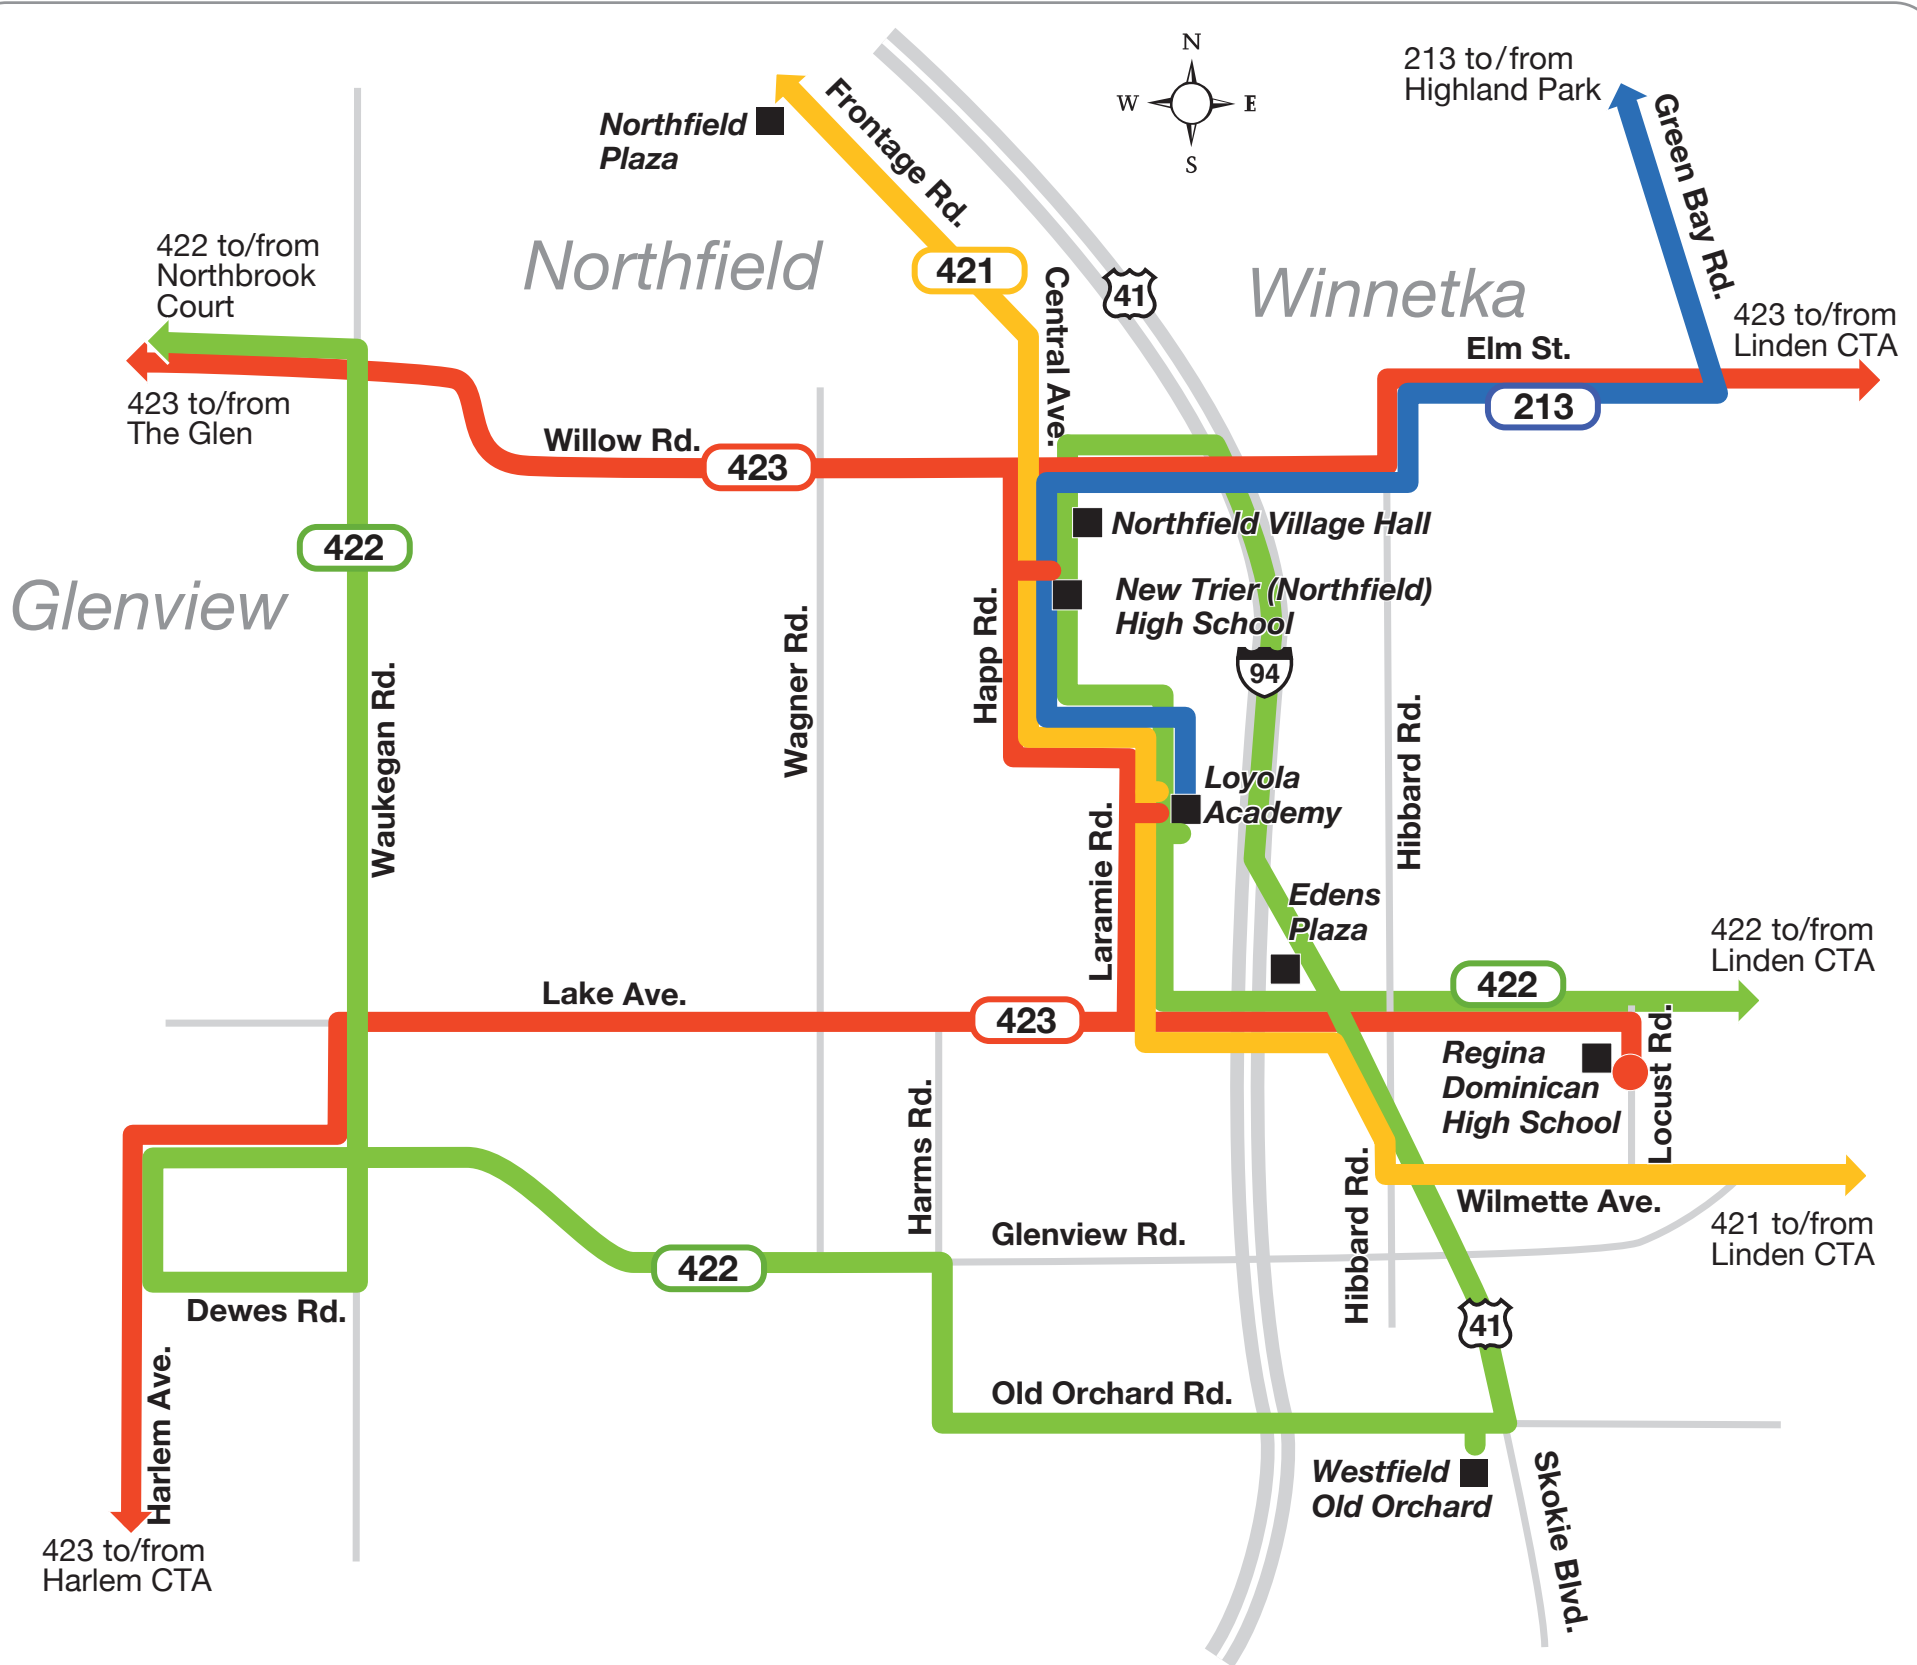 N
W
E
S
213 to/from
Highland Park
Green Bay Rd.
Frontage Rd.
Northfield
Plaza
422 to/from
Northbrook
Court
Northfield
421
Central Ave.
41
Winnetka
423 to/from
Linden CTA
Elm St.
213
423 to/from
The Glen
Willow Rd.
423
Northfield Village Hall
422
Glenview
New Trier (Northfield)
High School
Happ Rd.
Wagner Rd.
Waukegan Rd.
94
Hibbard Rd.
Loyola
Academy
Laramie Rd.
Edens
Plaza
422 to/from
Linden CTA
422
Lake Ave.
423
Locust Rd.
Regina
Dominican
High School
Harms Rd.
Hibbard Rd.
Wilmette Ave.
421 to/from
Linden CTA
Glenview Rd.
422
Dewes Rd.
41
Harlem Ave.
Old Orchard Rd.
Westfield
Old Orchard
Skokie Blvd.
423 to/from
Harlem CTA